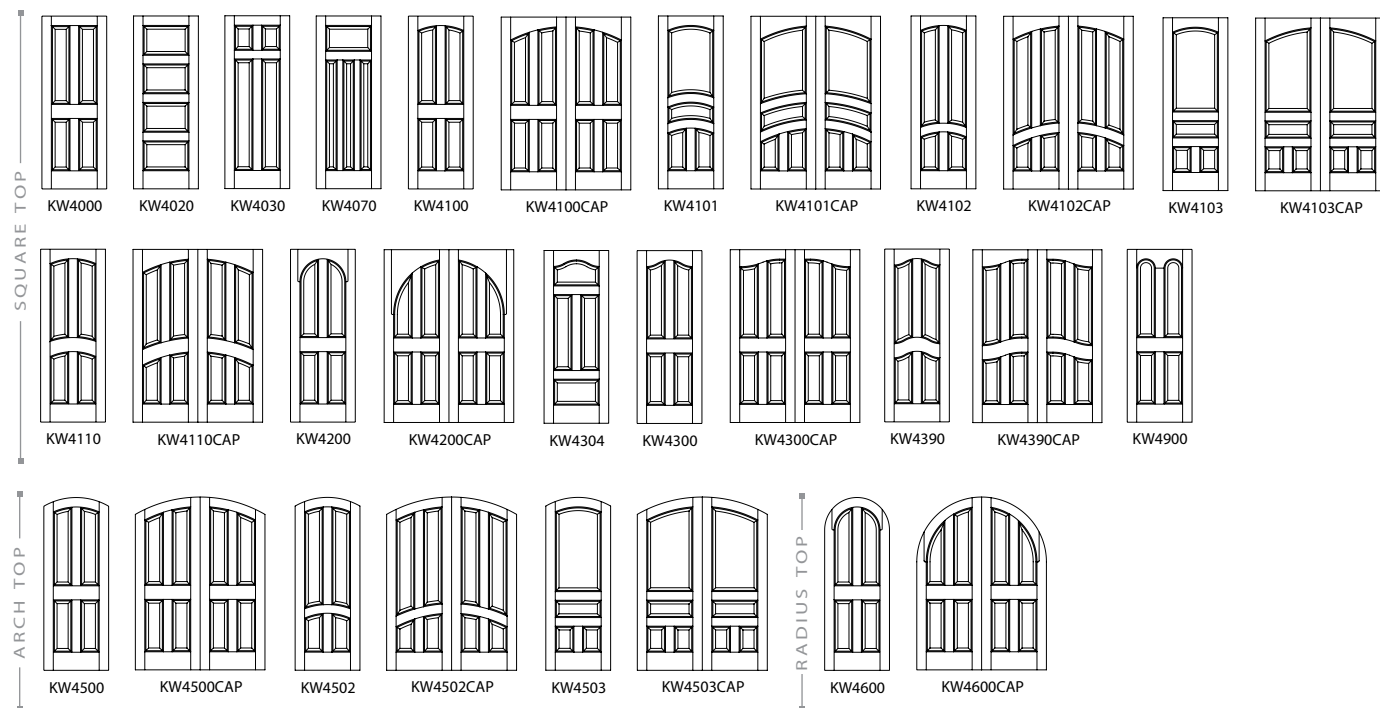 SQUARE TOP
KW4000 KW4020 KW4030 KW4070 KW4100 KW4100CAP KW4101 KW4101CAP KW4102 KW4102CAP KW4103 KW4103CAP
KW4110 KW4110CAP KW4200 KW4200CAP KW4304 KW4300 KW4300CAP KW4390 KW4390CAP KW4900
ARCH TOP
KW4500 KW4500CAP KW4502 KW4502CAP KW4503 KW4503CAP
RADIUS TOP
KW4600 KW4600CAP